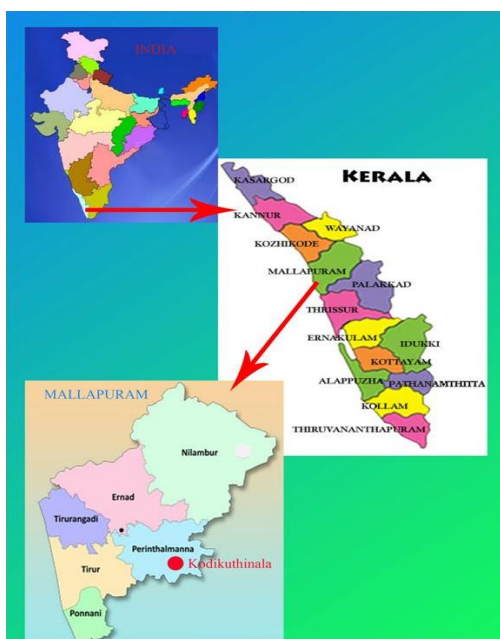 INDIA
KERALA
KASARGOD
KANNUR
WAYANAD
KOZHIKODE
MALLAPURAM
PALAKKAD
THRISSUR
ERNAKULAM
IDUKKI
KOTTAYAM
ALAPPUZHA
PATHANAMTHITTA
KOLLAM
THIRUVANANTHAPURAM
MALLAPURAM
Nilambur
Ernad
Tirurangadi
Perinthalmanna
Kodikuthinala
Tirur
Ponnani